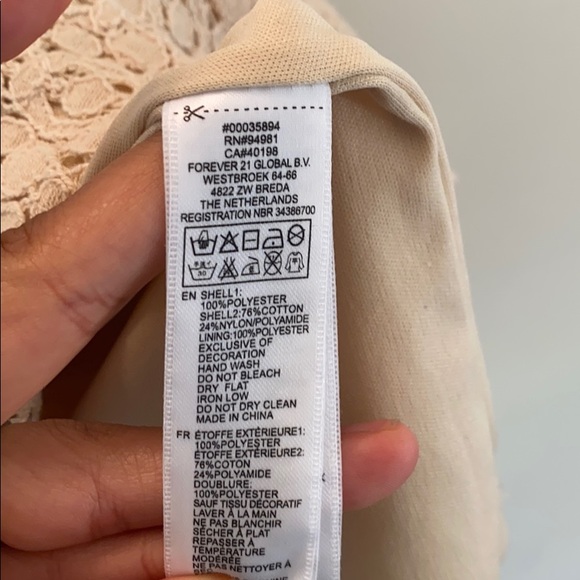 #00035894
RN#94981
CA#40198
FOREVER 21 GLOBAL B.V.
WESTBROEK 64-66
4822 ZW BREDA
THE NETHERLANDS
REGISTRATION NBR 34386700
30
EN SHELL1:
100%POLYESTER
SHELL2:76%COTTON
24%NYLON/POLYAMIDE
LINING:100%POLYESTER
EXCLUSIVE OF
DECORATION
HAND WASH
DO NOT BLEACH
DRY FLAT
IRON LOW
DO NOT DRY CLEAN
MADE IN CHINA
FR ÉTOFFE EXTÉRIEURE1:
100%POLYESTER
ÉTOFFE EXTÉRIEURE2:
76%COTON
24%POLYAMIDE
DOUBLURE:
100%POLYESTER
SAUF TISSU DÉCORATIF
LAVER À LA MAIN
NE PAS BLANCHIR
SÉCHER À PLAT
REPASSER À
TEMPÉRATURE
MODÉRÉE
NE PAS NETTOYER À